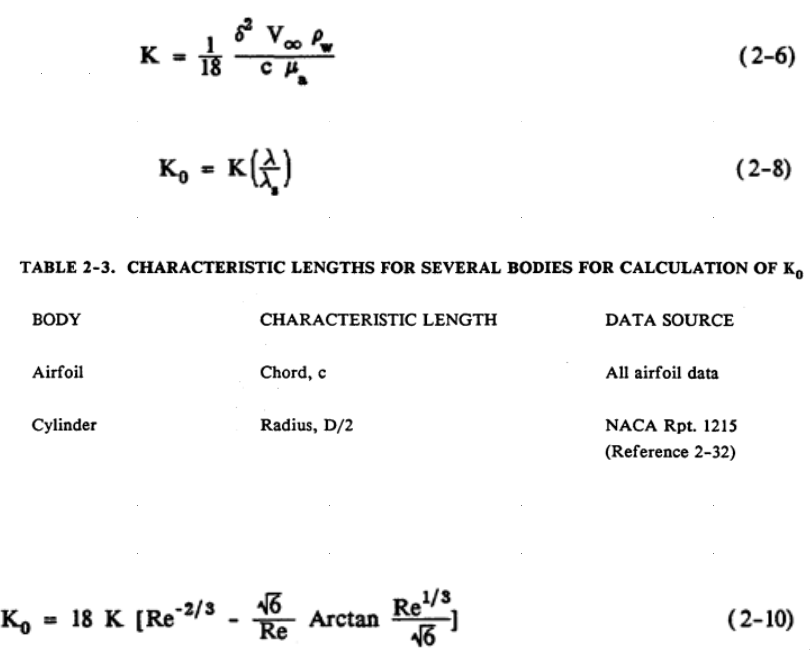 K = \frac{1}{18} \frac{\delta^2 V_\infty \rho_w}{c \mu_a} (2-6)
K_0 = K\left(\frac{\lambda}{\lambda_s}\right) (2-8)
TABLE 2-3. CHARACTERISTIC LENGTHS FOR SEVERAL BODIES FOR CALCULATION OF K_0
BODY CHARACTERISTIC LENGTH DATA SOURCE
Airfoil Chord, c All airfoil data
Cylinder Radius, D/2 NACA Rpt. 1215
(Reference 2-32)
K_0 = 18 K [Re^{-2/3} - \frac{\sqrt{6}}{Re} Arctan \frac{Re^{1/3}}{\sqrt{6}}] (2-10)